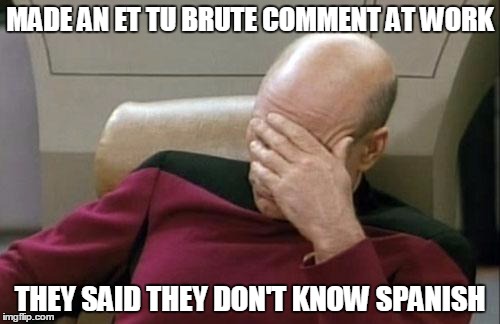 MADE AN ET TU BRUTE COMMENT AT WORK
THEY SAID THEY DON'T KNOW SPANISH
imgflip.com